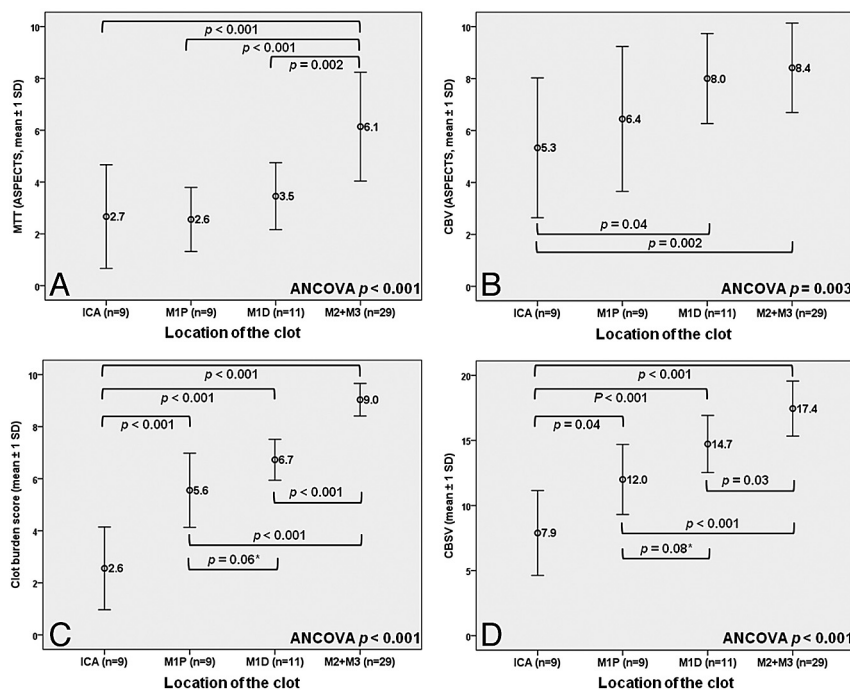 10
8
6
4
2
0
MTT (ASPECTS, mean ± 1 SD)
p < 0.001
p < 0.001
p = 0.002
2.7
2.6
3.5
6.1
A
ANCOVA p < 0.001
ICA (n=9) M1P (n=9) M1D (n=11) M2+M3 (n=29)
Location of the clot
10
8
6
4
2
0
CBV (ASPECTS, mean ± 1 SD)
5.3
6.4
8.0
8.4
p = 0.04
p = 0.002
B
ANCOVA p = 0.003
ICA (n=9) M1P (n=9) M1D (n=11) M2+M3 (n=29)
Location of the clot
10
8
6
4
2
0
Clot burden score (mean ± 1 SD)
p < 0.001
p < 0.001
p < 0.001
2.6
5.6
6.7
9.0
p < 0.001
p < 0.001
p = 0.06*
C
ANCOVA p < 0.001
ICA (n=9) M1P (n=9) M1D (n=11) M2+M3 (n=29)
Location of the clot
20
15
10
5
0
CBSV (mean ± 1 SD)
p < 0.001
P < 0.001
p = 0.04
7.9
12.0
14.7
17.4
p = 0.03
p < 0.001
p = 0.08*
D
ANCOVA p < 0.001
ICA (n=9) M1P (n=9) M1D (n=11) M2+M3 (n=29)
Location of the clot